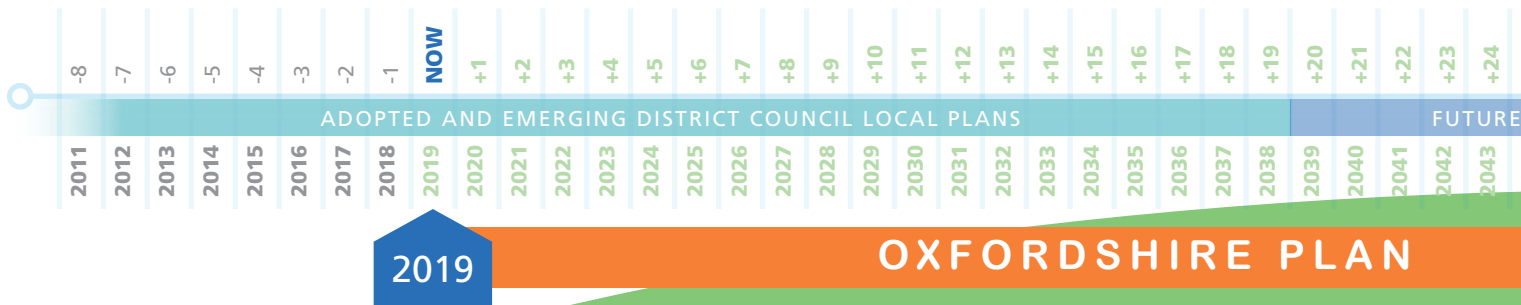 -8 -7 -6 -5 -4 -3 -2 -1 NOW +1 +2 +3 +4 +5 +6 +7 +8 +9 +10 +11 +12 +13 +14 +15 +16 +17 +18 +19 +20 +21 +22 +23 +24
ADOPTED AND EMERGING DISTRICT COUNCIL LOCAL PLANS FUTURE
2011 2012 2013 2014 2015 2016 2017 2018 2019 2020 2021 2022 2023 2024 2025 2026 2027 2028 2029 2030 2031 2032 2033 2034 2035 2036 2037 2038 2039 2040 2041 2042 2043
OXFORDSHIRE PLAN
2019